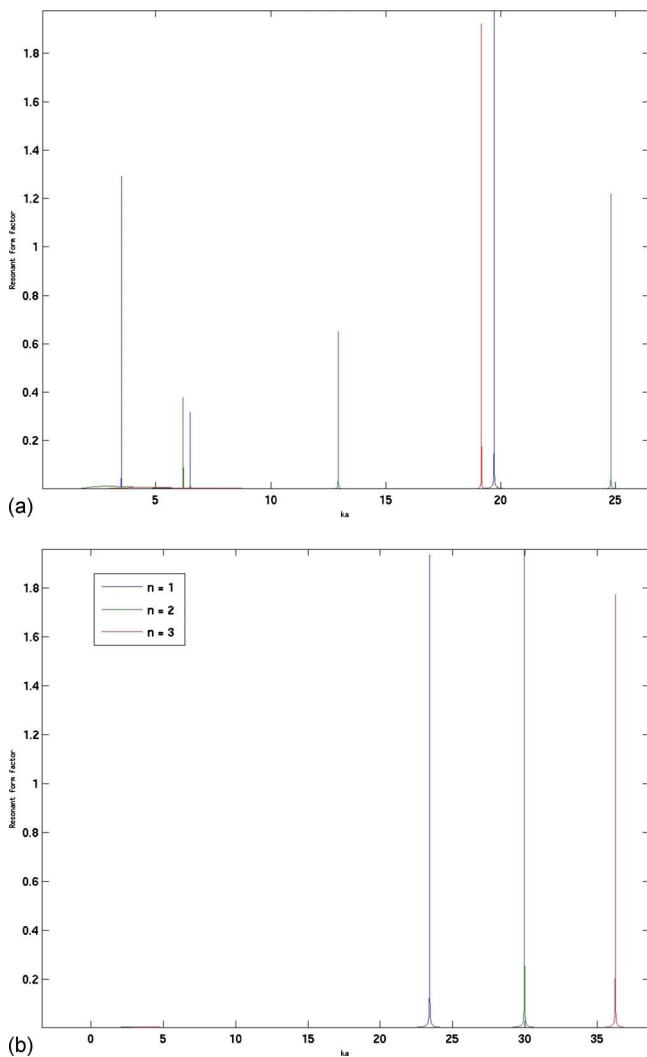 1.8
1.6
1.4
1.2
1
0.8
0.6
0.4
0.2
Resonant form factor
5 10 15 20 25
ka
(a)
n = 1
n = 2
n = 3
1.8
1.6
1.4
1.2
1
0.8
0.6
0.4
0.2
Resonant form factor
0 5 10 15 20 25 30 35
ka
(b)